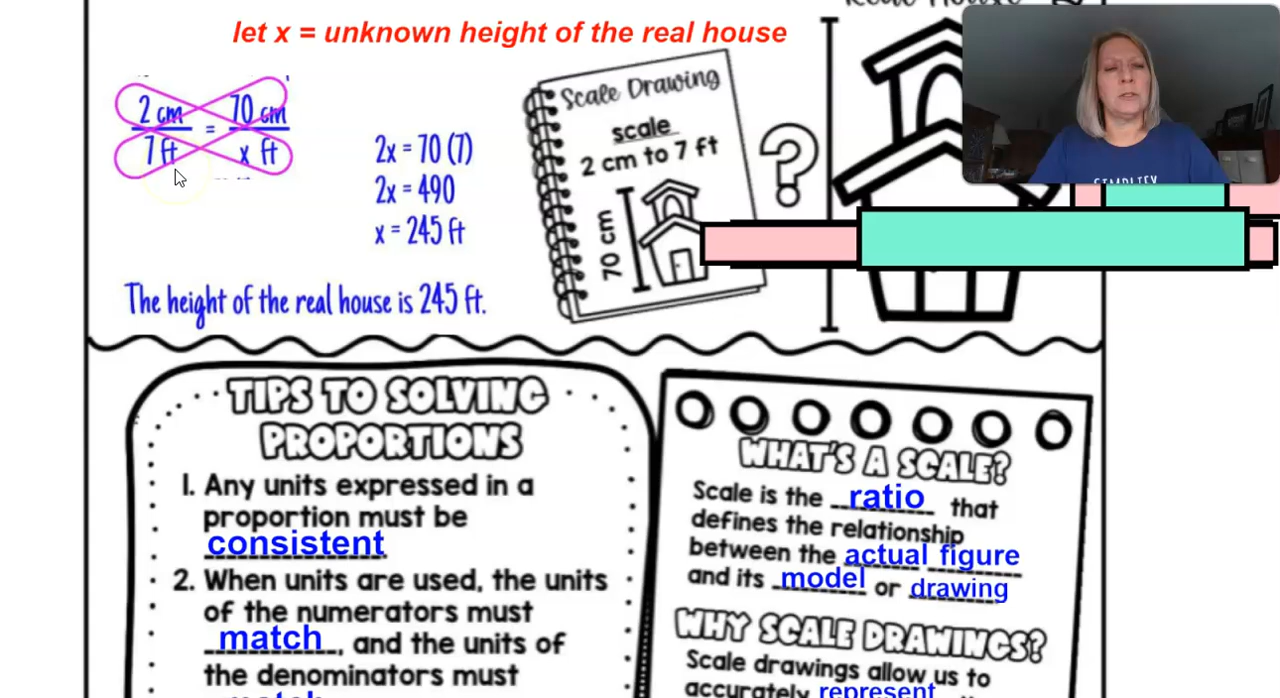 let x = unknown height of the real house
2 cm = 70 cm
7 ft x ft
2x = 70 (7)
2x = 490
x = 245 ft
The height of the real house is 245 ft.
Scale Drawing
scale
2 cm to 7 ft
70 cm
?
Real House
SIMPLIFY
TIPS TO SOLVING
PROPORTIONS
1. Any units expressed in a
proportion must be
consistent
2. When units are used, the units
of the numerators must
match, and the units of
the denominators must
match
WHAT'S A SCALE?
Scale is the ratio that
defines the relationship
between the actual figure
and its model or drawing
WHY SCALE DRAWINGS?
Scale drawings allow us to
accurately represent